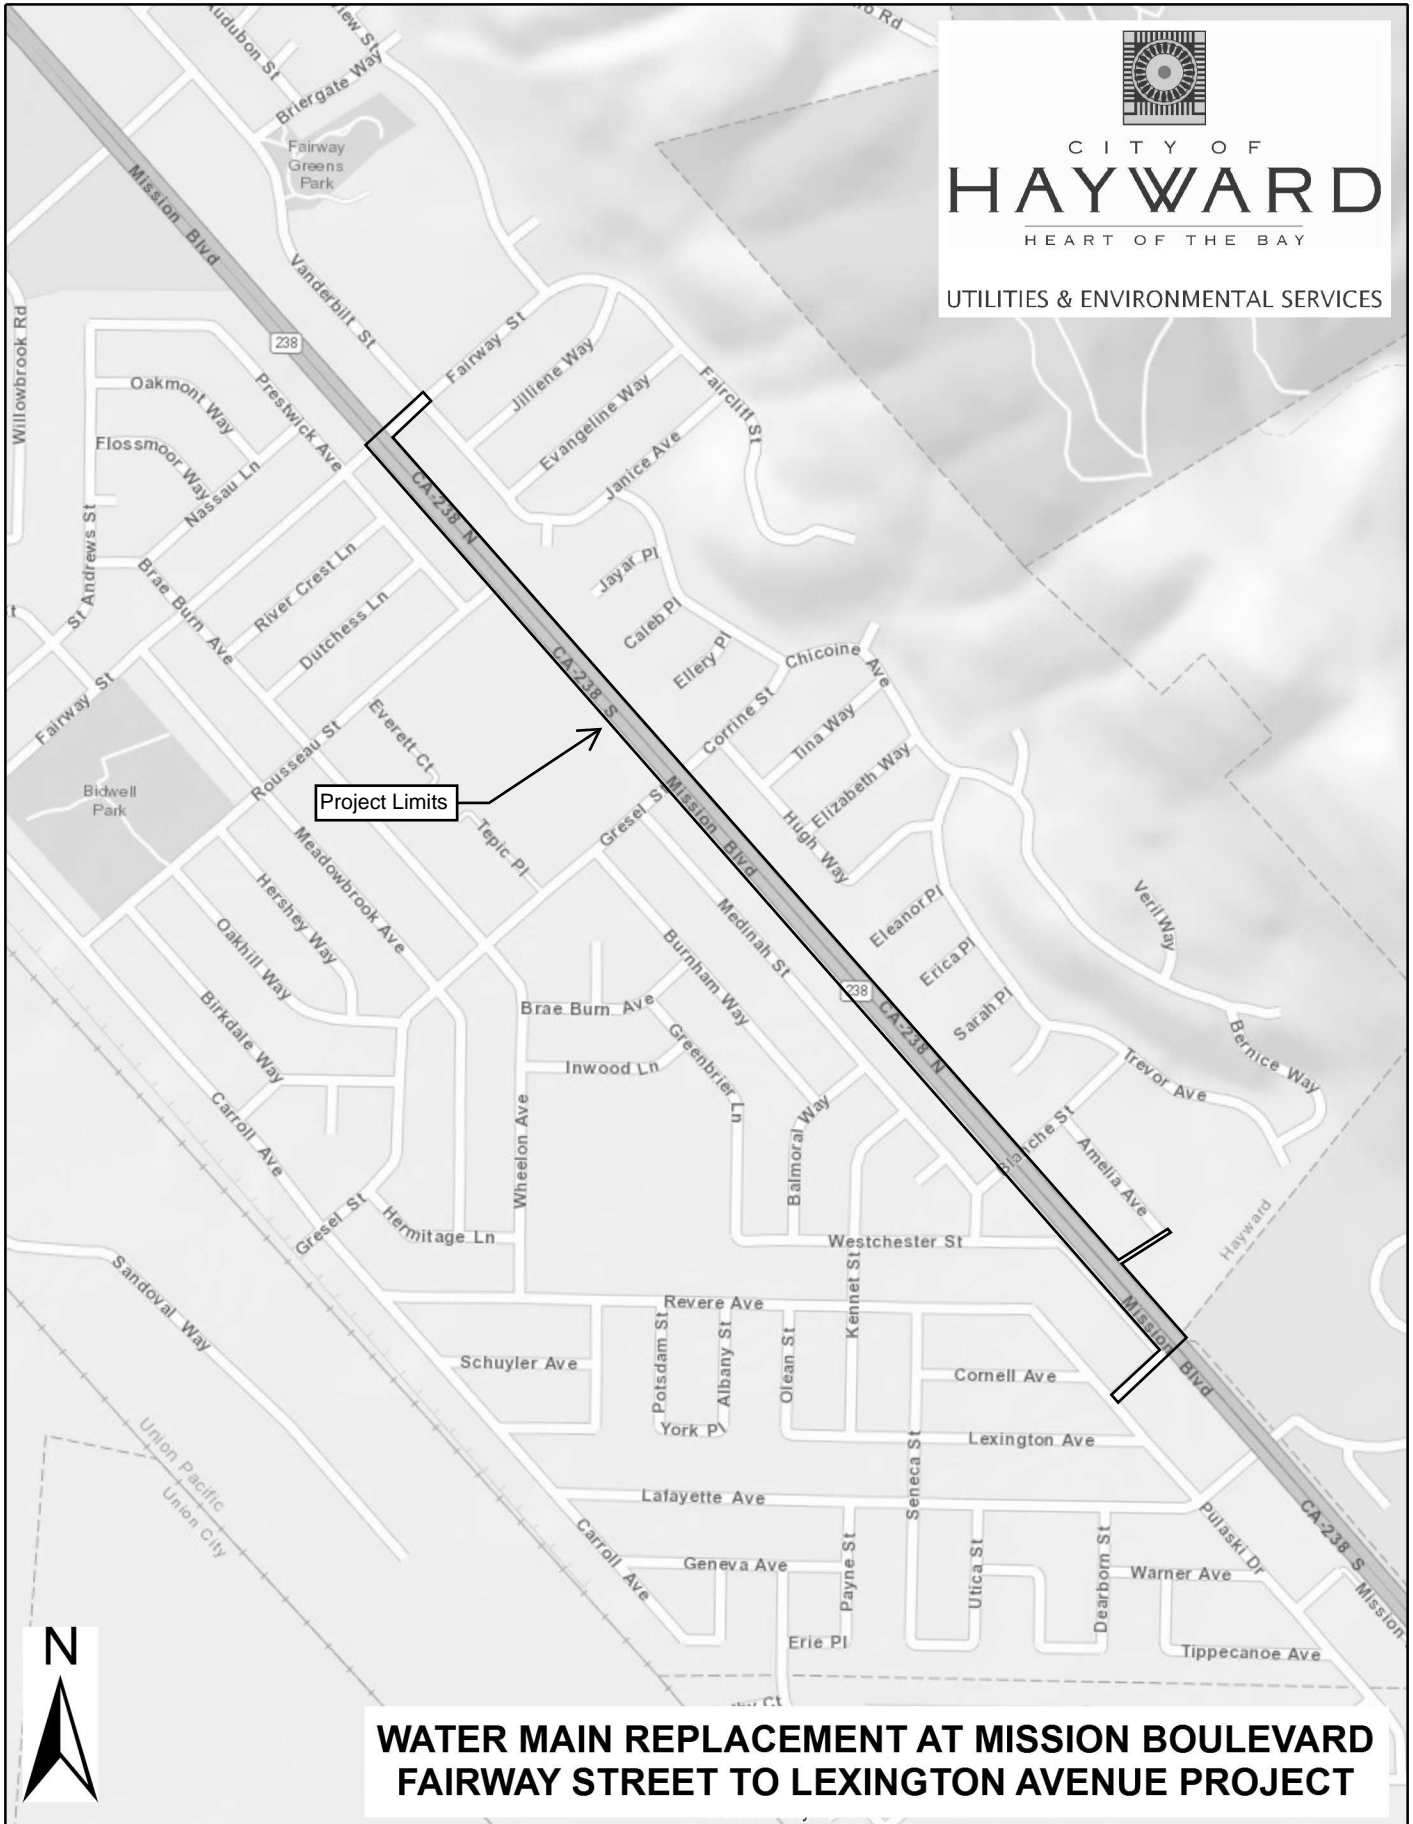 CITY OF
HAYWARD
HEART OF THE BAY
UTILITIES & ENVIRONMENTAL SERVICES
Rd
Audubon St
Briergate Way
Fairway
Greens
Park
Mission Blvd
Vanderbilt St
Willowbrook Rd
238
Fairway St
Jilliene Way
Evangeline Way
Faircliff St
Oakmont Way
Prestwick Ave
Flossmoor Way
Nassau Ln
Janice Ave
CA-238 N
St Andrews St
River Crest Ln
Jayar Pl
Brae Burn Ave
Dutchess Ln
Caleb Pl
Ellery Pl
Chicoine Ave
CA-238 S
Fairway St
Everett Ct
Corrine St
Tina Way
Rousseau St
Elizabeth Way
Bidwell
Park
Project Limits
Gresel St
Mission Blvd
Hugh Way
Tepic Pl
Meadowbrook Ave
Hershey Way
Medinah St
Eleanor Pl
Veril Way
Oakhill Way
Burnham Way
Erica Pl
238
Birkdale Way
Brae Burn Ave
Sarah Pl
CA-238 N
Greenbrier Ln
Bernice Way
Inwood Ln
Trevor Ave
Carroll Ave
Wheelon Ave
Balmoral Way
Blanche St
Amelia Ave
Gresel St
Hermitage Ln
Westchester St
Hayward
Sandoval Way
Kennet St
Revere Ave
Mission Blvd
Potsdam St
Albany St
Olean St
Schuyler Ave
Cornell Ave
York Pl
Lexington Ave
Union Pacific
Union City
Seneca St
Lafayette Ave
Pulaski Dr
CA-238 S
Carroll Ave
Geneva Ave
Payne St
Utica St
Dearborn St
Warner Ave
Mission
Erie Pl
Tippecanoe Ave
Ct
N
WATER MAIN REPLACEMENT AT MISSION BOULEVARD
FAIRWAY STREET TO LEXINGTON AVENUE PROJECT